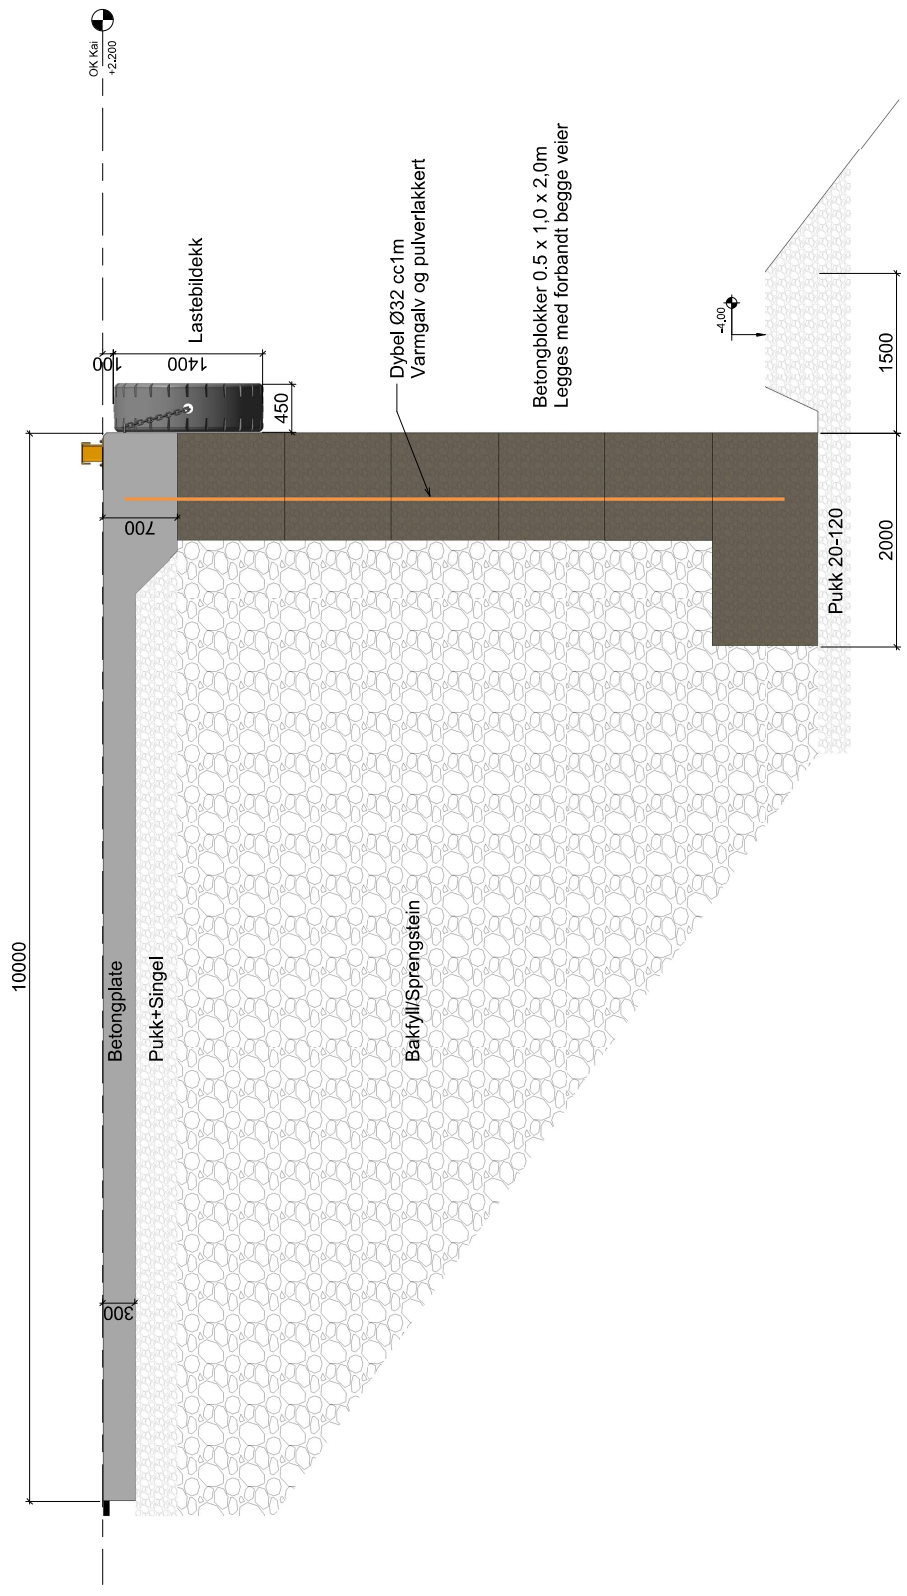 OK Kai
+2.200
100
1400
Lastebildekk
450
Dybel Ø32 cc1m
Varmgalv og pulverlakkert
Betongblokker 0.5 x 1,0 x 2,0m
Legges med forbandt begge veier
-4.00
1500
10000
700
2000
Pukk 20-120
Betongplate
Pukk+Singel
Bakfyll/Sprengstein
300